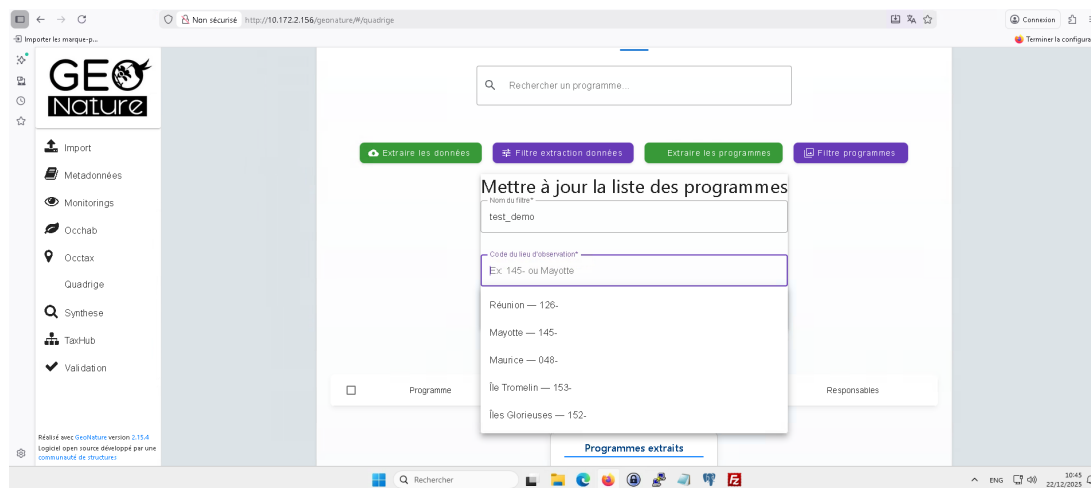 Non sécurisé http://10.172.2.156/geonature/#/quadrige
Connexion
Importer les marque-p...
Terminer la configura
GEO
Nature
Import
Metadonnées
Monitorings
Occhab
Occtax
Quadrige
Synthese
TaxHub
Validation
Réalisé avec GeoNature version 2.15.4
Logiciel open source développé par une
communauté de structures
Rechercher un programme...
Extraire les données
Filtre extraction données
Extraire les programmes
Filtre programmes
Mettre à jour la liste des programmes
Nom du filtre*
test_demo
Code du lieu d'observation*
Ex: 145- ou Mayotte
Réunion — 126-
Mayotte — 145-
Maurice — 048-
Île Tromelin — 153-
Îles Glorieuses — 152-
Programme
Responsables
Programmes extraits
Rechercher
ENG
10:45
22/12/2025